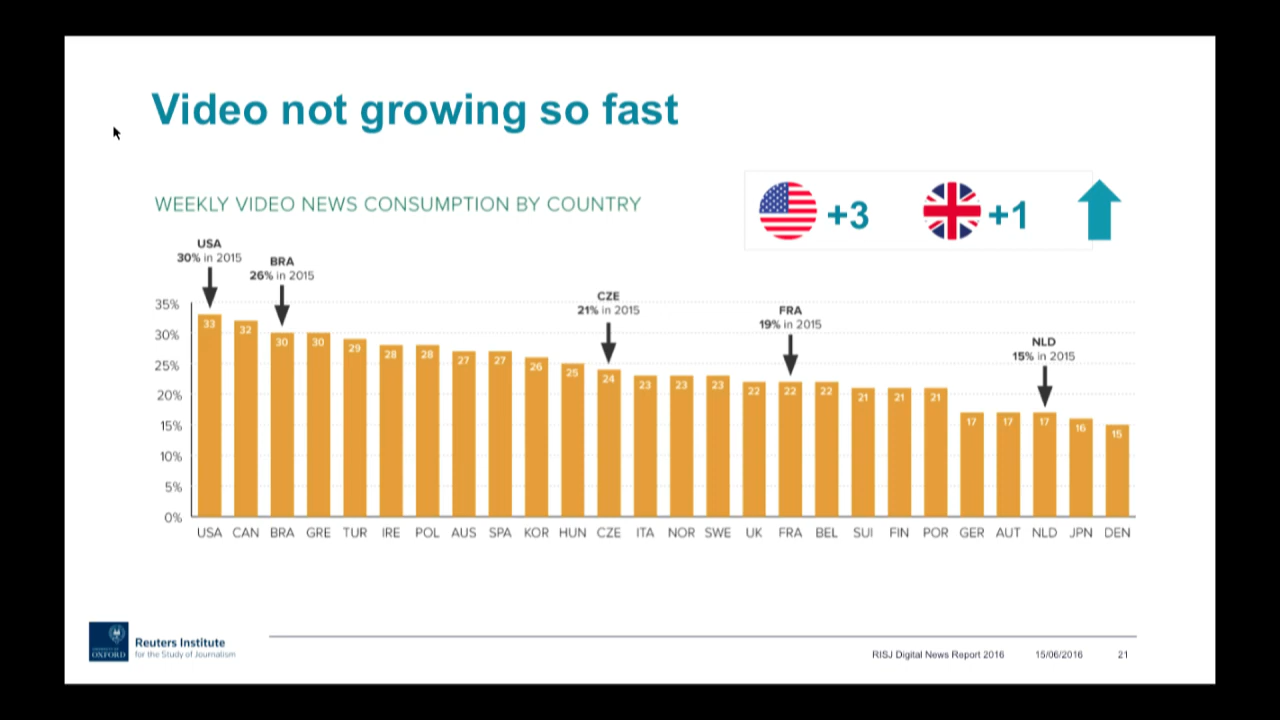 Video not growing so fast
WEEKLY VIDEO NEWS CONSUMPTION BY COUNTRY
+3 +1
USA
30% in 2015
BRA
26% in 2015
CZE
21% in 2015
FRA
19% in 2015
NLD
15% in 2015
35%
30%
25%
20%
15%
10%
5%
0%
33 32 30 30 29 28 28 27 27 26 25 24 23 23 23 22 22 22 21 21 21 17 17 17 16 15
USA CAN BRA GRE TUR IRE POL AUS SPA KOR HUN CZE ITA NOR SWE UK FRA BEL SUI FIN POR GER AUT NLD JPN DEN
UNIVERSITY OF
OXFORD
Reuters Institute
for the Study of Journalism
RISJ Digital News Report 2016 15/06/2016 21